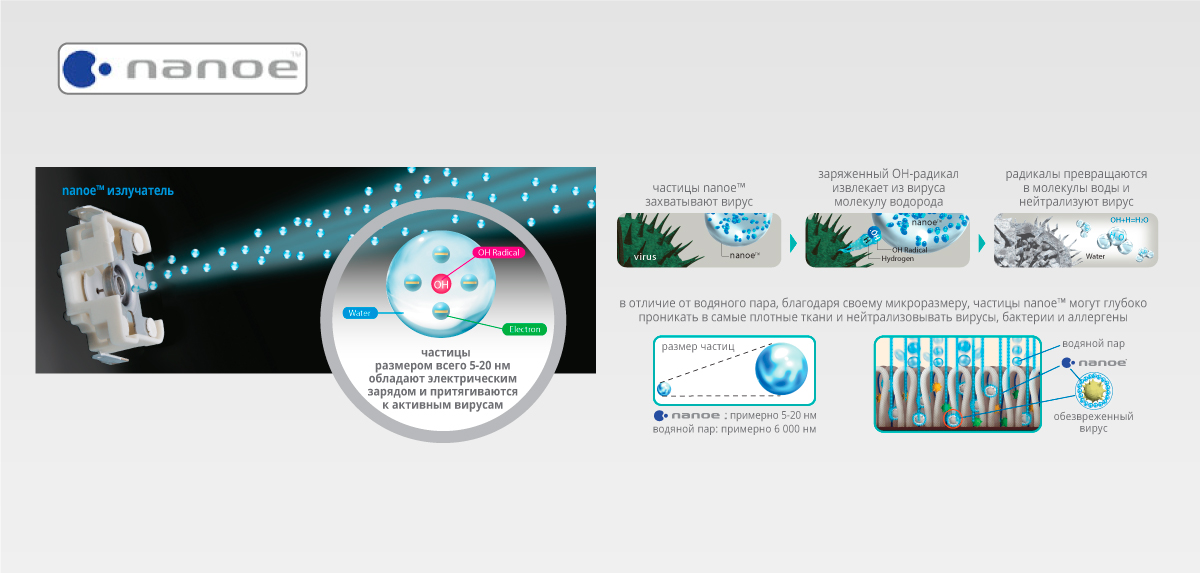 nanoe™
nanoe™ излучатель
OH Radical
OH
Water
Electron
частицы
размером всего 5-20 нм
обладают электрическим
зарядом и притягиваются
к активным вирусам
частицы nanoe™
захватывают вирус
virus
nanoe™
заряженный ОН-радикал
извлекает из вируса
молекулу водорода
nanoe™
OH
H
OH Radical
Hydrogen
радикалы превращаются
в молекулы воды и
нейтрализуют вирус
OH+H=H₂O
Water
в отличие от водяного пара, благодаря своему микроразмеру, частицы nanoe™ могут глубоко
проникать в самые плотные ткани и нейтрализовывать вирусы, бактерии и аллергены
размер частиц
nanoe : примерно 5-20 нм
водяной пар: примерно 6 000 нм
водяной пар
nanoe
обезвреженный
вирус